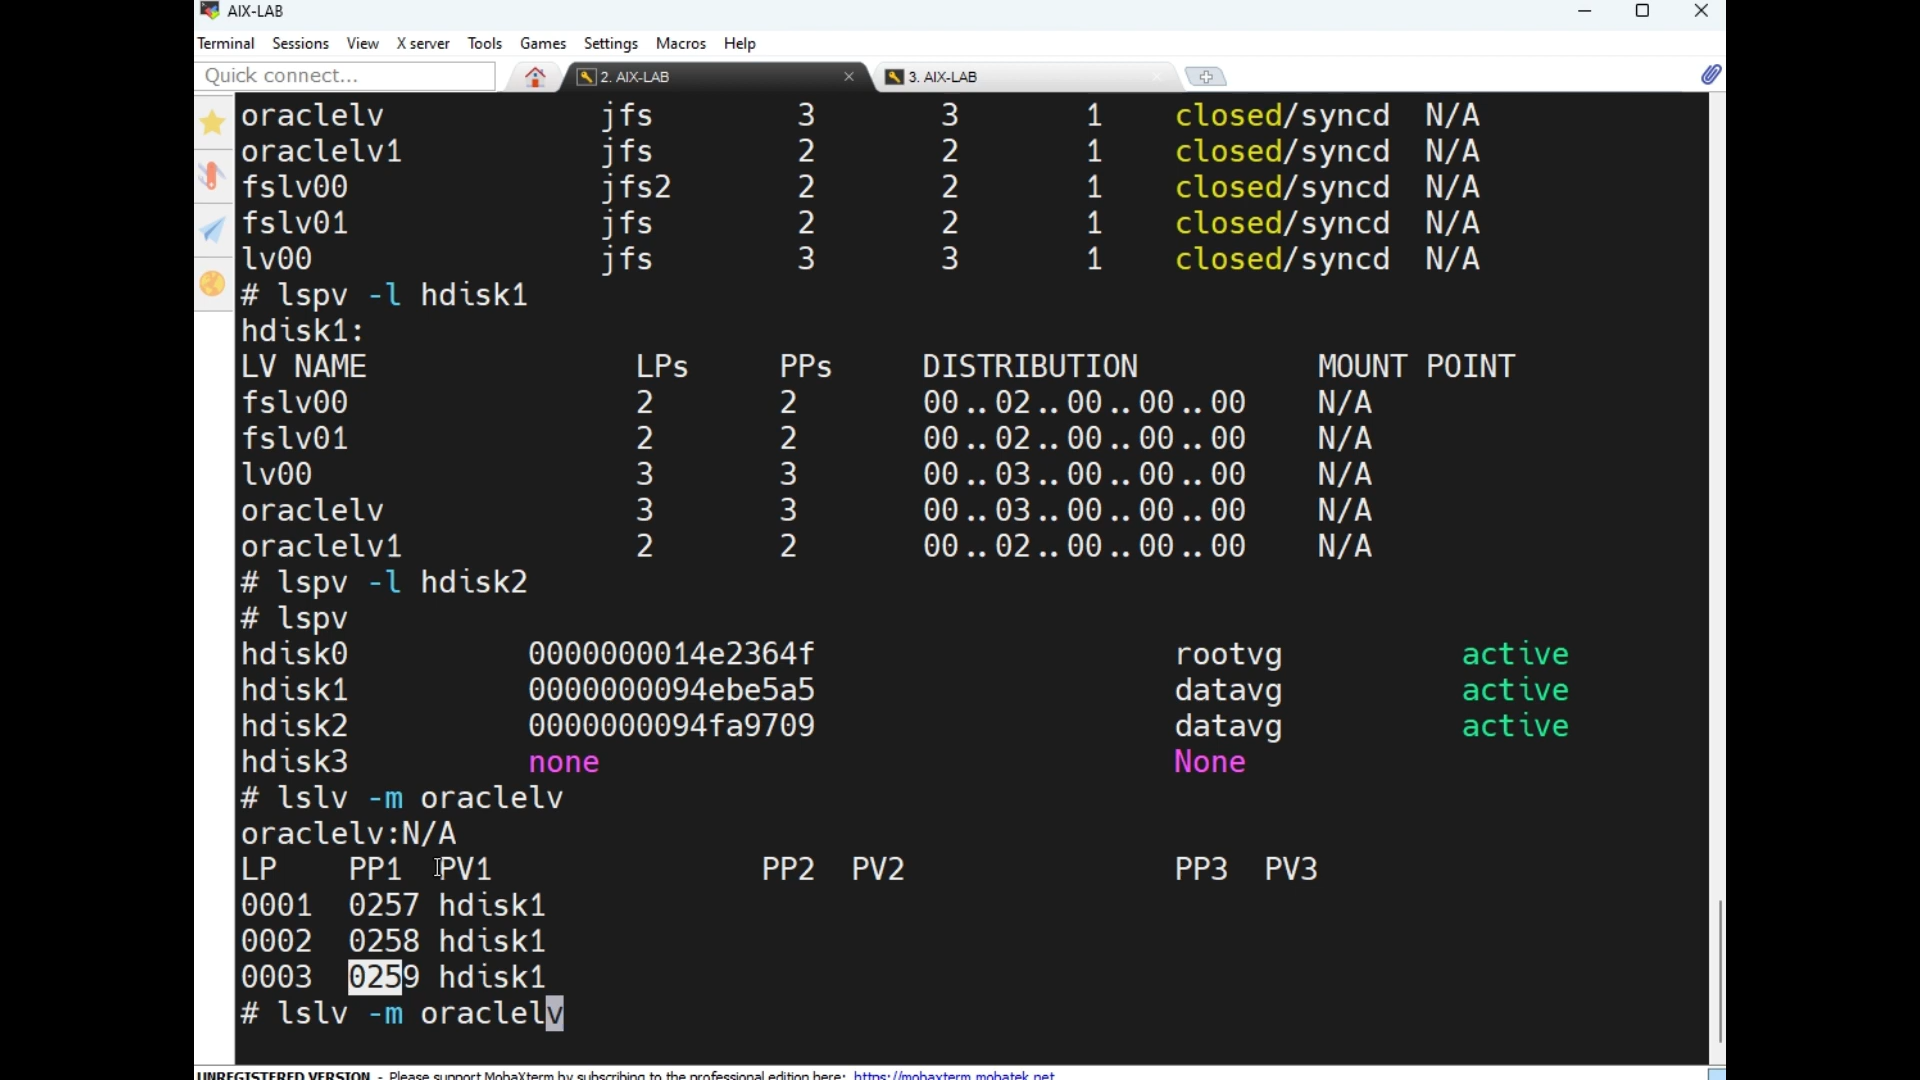 AIX-LAB
Terminal Sessions View X server Tools Games Settings Macros Help
Quick connect... 2. AIX-LAB 3. AIX-LAB
oraclelv jfs 3 3 1 closed/syncd N/A
oraclelv1 jfs 2 2 1 closed/syncd N/A
fslv00 jfs2 2 2 1 closed/syncd N/A
fslv01 jfs 2 2 1 closed/syncd N/A
lv00 jfs 3 3 1 closed/syncd N/A
# lspv -l hdisk1
hdisk1:
LV NAME LPs PPs DISTRIBUTION MOUNT POINT
fslv00 2 2 00..02..00..00..00 N/A
fslv01 2 2 00..02..00..00..00 N/A
lv00 3 3 00..03..00..00..00 N/A
oraclelv 3 3 00..03..00..00..00 N/A
oraclelv1 2 2 00..02..00..00..00 N/A
# lspv -l hdisk2
# lspv
hdisk0 0000000014e2364f rootvg active
hdisk1 0000000094ebe5a5 datavg active
hdisk2 0000000094fa9709 datavg active
hdisk3 none None
# lslv -m oraclelv
oraclelv:N/A
LP PP1 PV1 PP2 PV2 PP3 PV3
0001 0257 hdisk1
0002 0258 hdisk1
0003 0259 hdisk1
# lslv -m oraclelv
UNREGISTERED VERSION - Please support MobaXterm by subscribing to the professional edition here: https://mobaxterm.mobatek.net